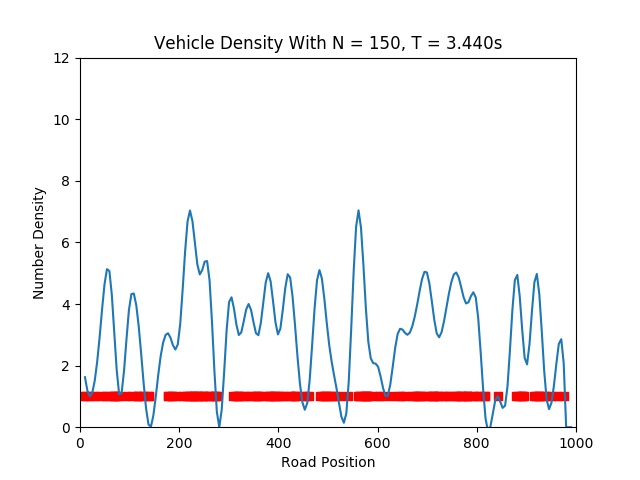 Vehicle Density With N = 150, T = 3.440s
12
10
8
6
4
2
0
Number Density
0 200 400 600 800 1000
Road Position